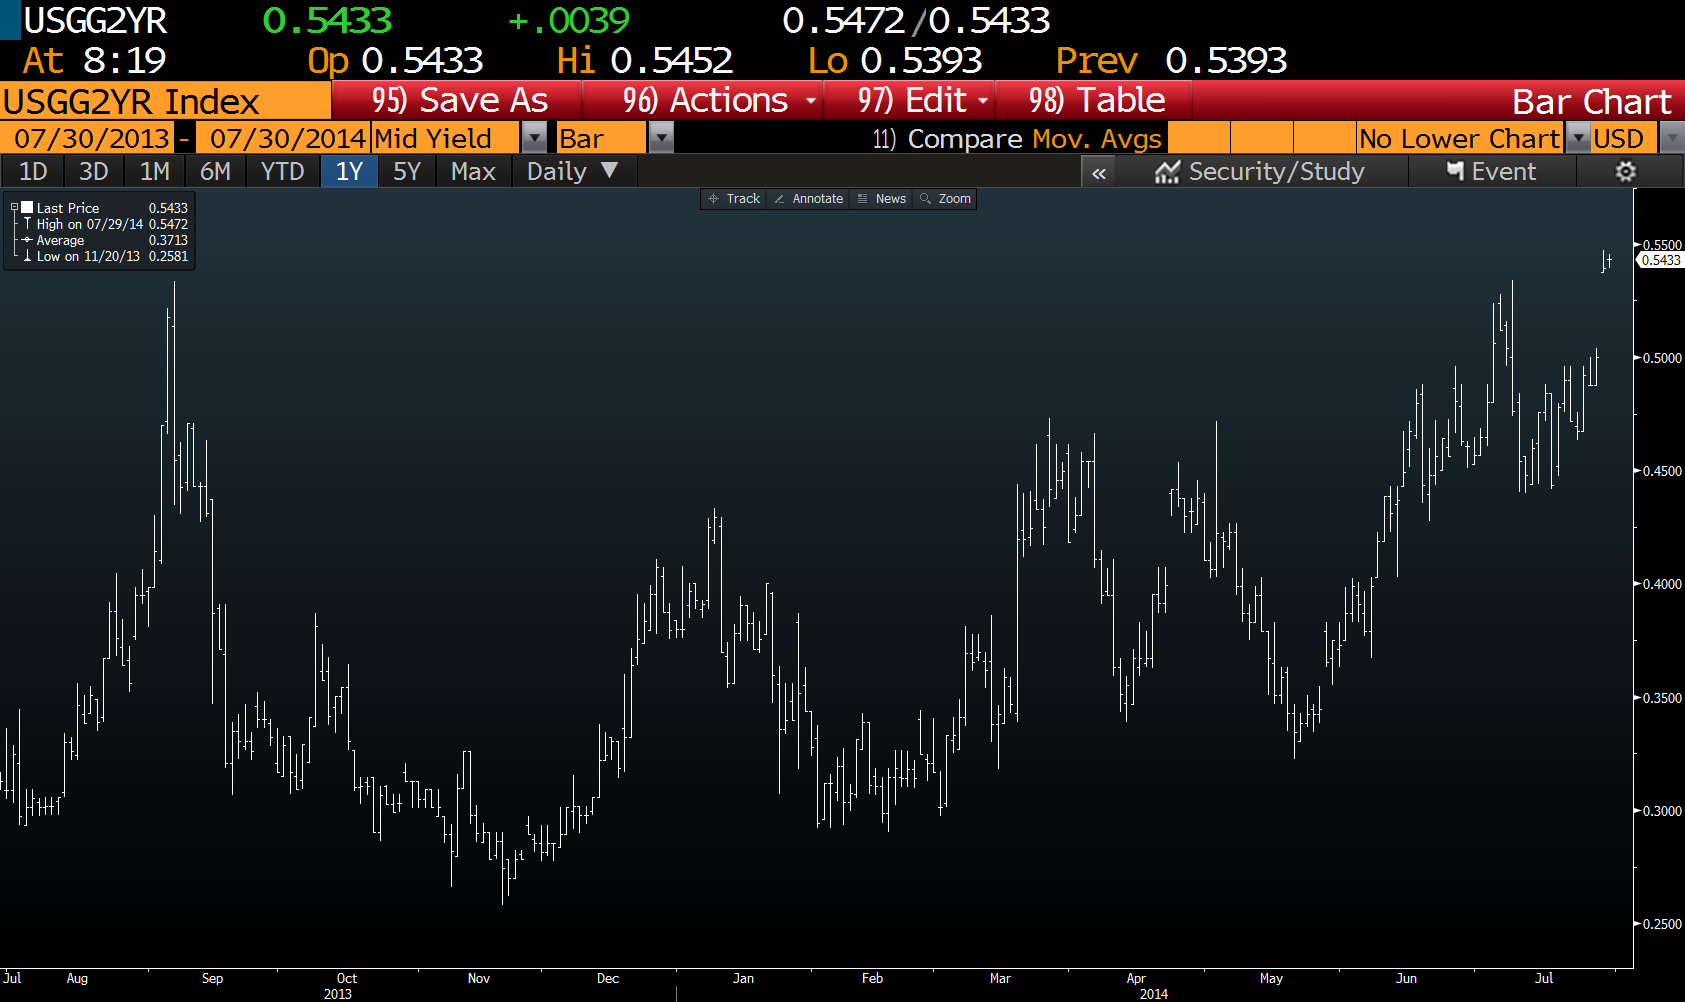 USGG2YR 0.5433 +.0039 0.5472/0.5433
At 8:19 Op 0.5433 Hi 0.5452 Lo 0.5393 Prev 0.5393
USGG2YR Index 95) Save As 96) Actions 97) Edit 98) Table Bar Chart
07/30/2013 - 07/30/2014 Mid Yield Bar 11) Compare Mov. Avgs No Lower Chart USD
1D 3D 1M 6M YTD 1Y 5Y Max Daily ▼ « Security/Study Event
Track Annotate News Zoom
Last Price 0.5433
High on 07/29/14 0.5472
Average 0.3713
Low on 11/20/13 0.2581
0.5500
0.5433
0.5000
0.4500
0.4000
0.3500
0.3000
0.2500
Jul Aug Sep Oct Nov Dec Jan Feb Mar Apr May Jun Jul
2013 2014